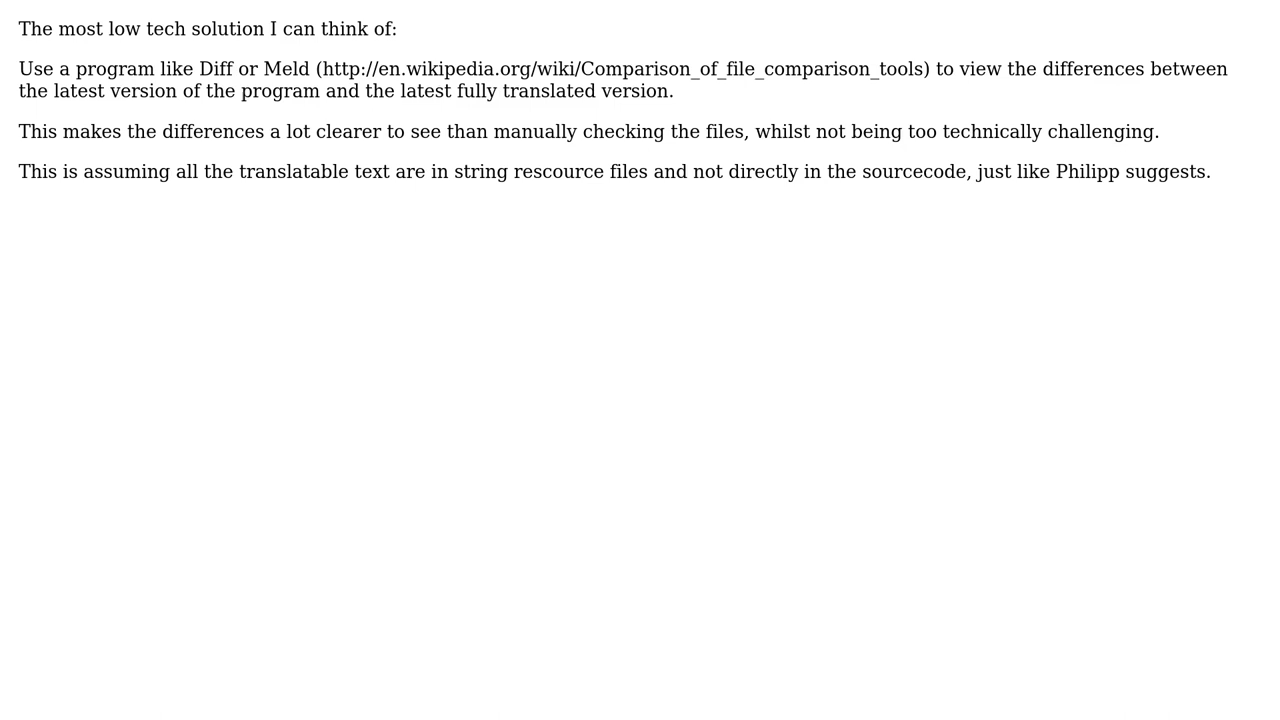 The most low tech solution I can think of:
Use a program like Diff or Meld (http://en.wikipedia.org/wiki/Comparison_of_file_comparison_tools) to view the differences between
the latest version of the program and the latest fully translated version.
This makes the differences a lot clearer to see than manually checking the files, whilst not being too technically challenging.
This is assuming all the translatable text are in string rescource files and not directly in the sourcecode, just like Philipp suggests.